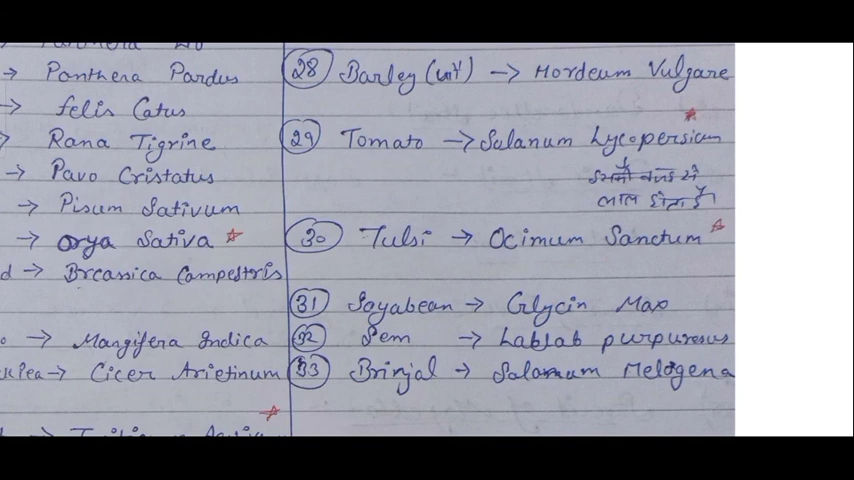 → Panthera Pardus
→ felis Catus
→ Rana Tigrine
→ Pavo Cristatus
→ Pisum Sativum
→ Orya Sativa
d → Brcassica Campestris
→ Mangifera Indica
Pea → Cicer Arietinum
28 Barley (जौ) → Hordeum Vulgare
29 Tomato → Solanum Lycopersicum
लाल होता है
30 Tulsi → Ocimum Sanctum
31 Soyabean → Glycin Max
32 Sem → Lablab purpuresus
33 Brinjal → Solanum Melogena